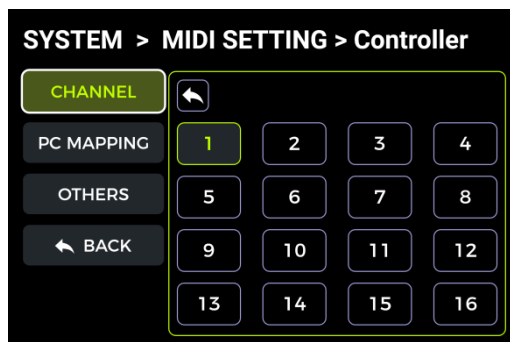 SYSTEM > MIDI SETTING > Controller
CHANNEL
PC MAPPING 1 2 3 4
OTHERS 5 6 7 8
BACK 9 10 11 12
13 14 15 16